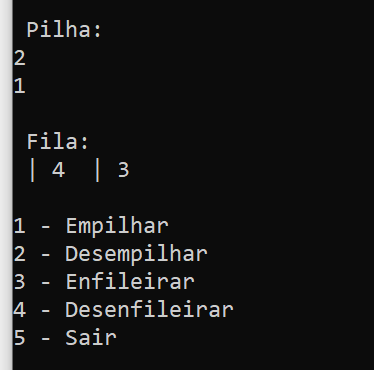 Pilha:
2
1
Fila:
| 4 | 3
1 - Empilhar
2 - Desempilhar
3 - Enfileirar
4 - Desenfileirar
5 - Sair